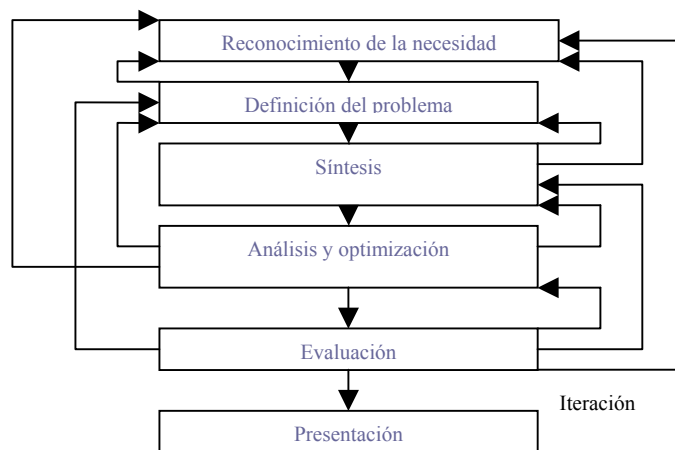 Reconocimiento de la necesidad
Definición del problema
Síntesis
Análisis y optimización
Evaluación
Iteración
Presentación